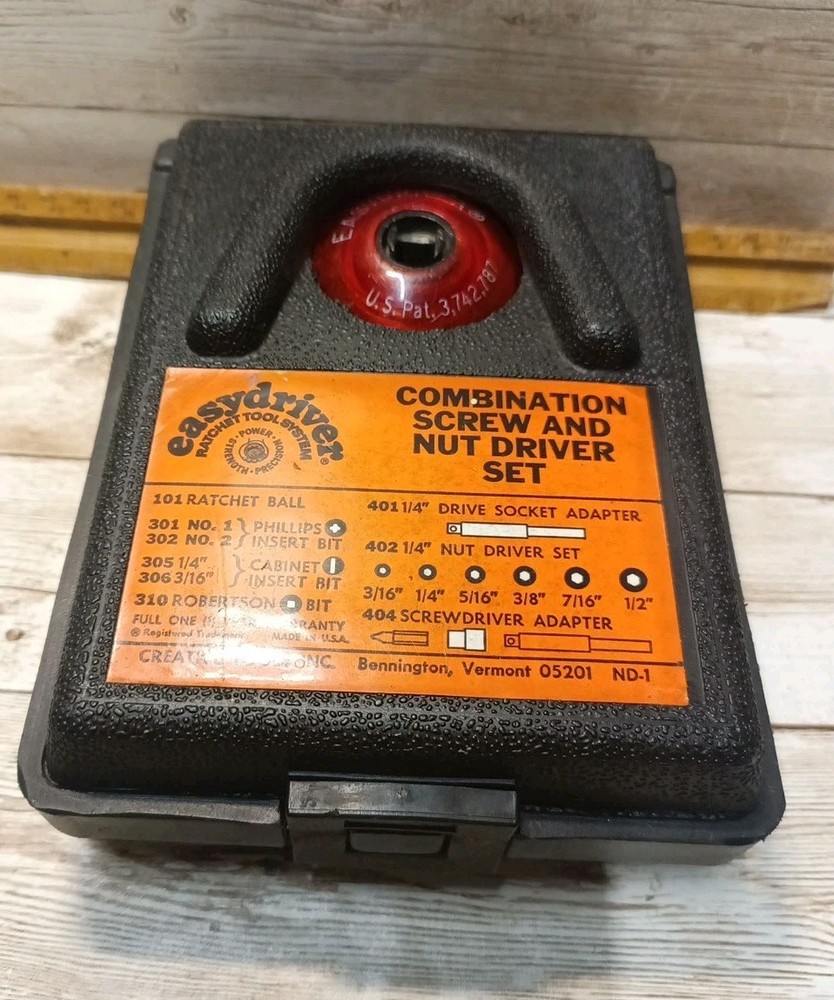 U.S. Pat. 3,742,787
easydriver®
RATCHET TOOL SYSTEM
POWER · PRECISION · STRENGTH
COMBINATION
SCREW AND
NUT DRIVER
SET
101 RATCHET BALL
301 NO. 1 } PHILLIPS
302 NO. 2 } INSERT BIT
305 1/4" } CABINET
306 3/16" } INSERT BIT
310 ROBERTSON BIT
FULL ONE WARRANTY
® Registered Trademark MADE IN U.S.A.
401 1/4" DRIVE SOCKET ADAPTER
402 1/4" NUT DRIVER SET
3/16" 1/4" 5/16" 3/8" 7/16" 1/2"
404 SCREWDRIVER ADAPTER
INC. Bennington, Vermont 05201 ND-1